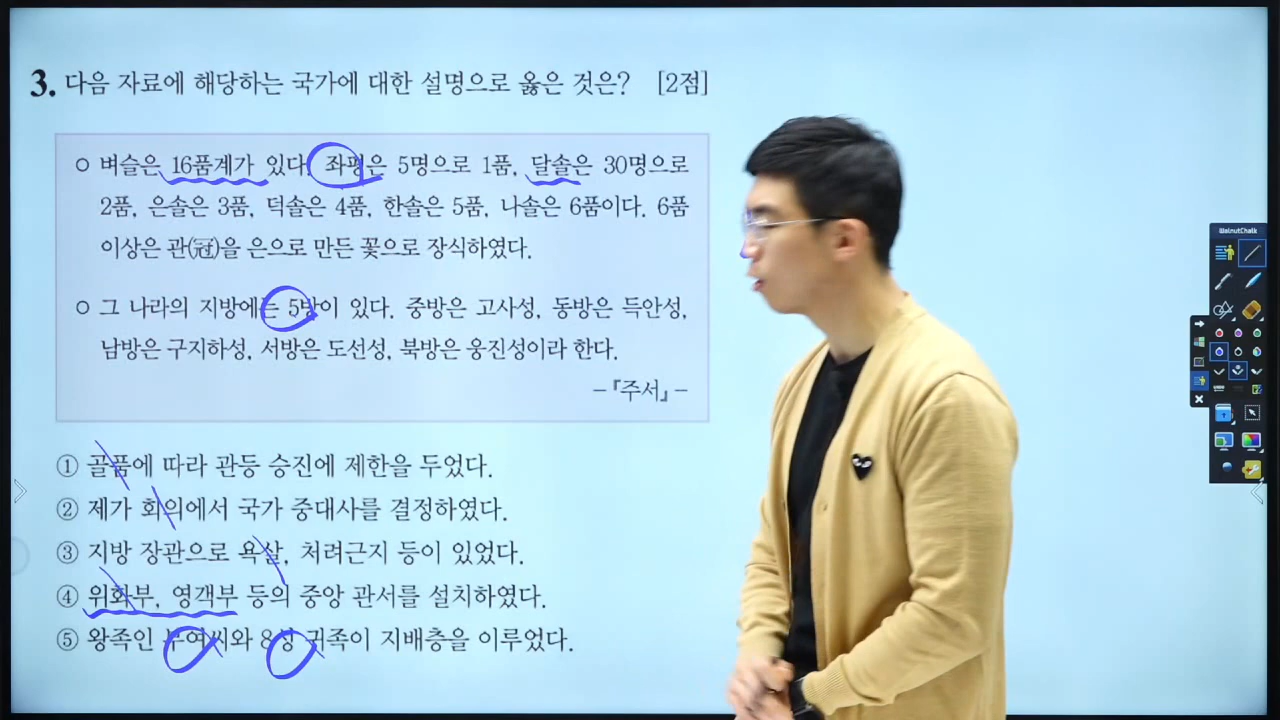 3. 다음 자료에 해당하는 국가에 대한 설명으로 옳은 것은? [2점]
○ 벼슬은 16품계가 있다. 좌평은 5명으로 1품, 달솔은 30명으로
2품, 은솔은 3품, 덕솔은 4품, 한솔은 5품, 나솔은 6품이다. 6품
이상은 관(冠)을 은으로 만든 꽃으로 장식하였다.
○ 그 나라의 지방에는 5방이 있다. 중방은 고사성, 동방은 득안성,
남방은 구지하성, 서방은 도선성, 북방은 웅진성이라 한다.
-『주서』-
① 골품에 따라 관등 승진에 제한을 두었다.
② 제가 회의에서 국가 중대사를 결정하였다.
③ 지방 장관으로 욕살, 처려근지 등이 있었다.
④ 위화부, 영객부 등의 중앙 관서를 설치하였다.
⑤ 왕족인 부여씨와 8성 귀족이 지배층을 이루었다.
WalnutChalk